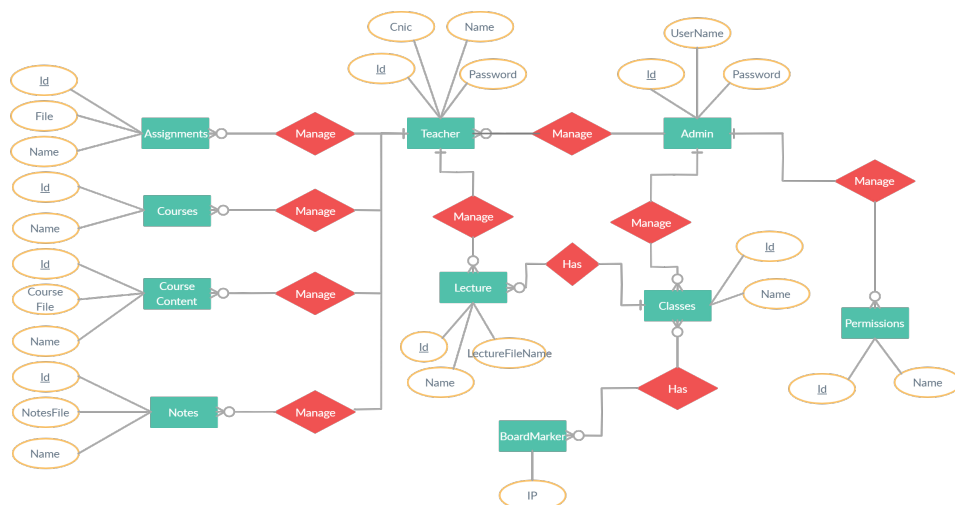 Cnic
Name
UserName
Id
Password
Id
Password
Id
File
Name
Assignments
Manage
Teacher
Manage
Admin
Id
Courses
Manage
Name
Manage
Manage
Manage
Id
Course
File
Name
Course
Content
Manage
Lecture
Has
Classes
Id
Name
Permissions
Id
Name
LectureFileName
Id
Name
Id
NotesFile
Name
Notes
Manage
Has
BoardMarker
IP